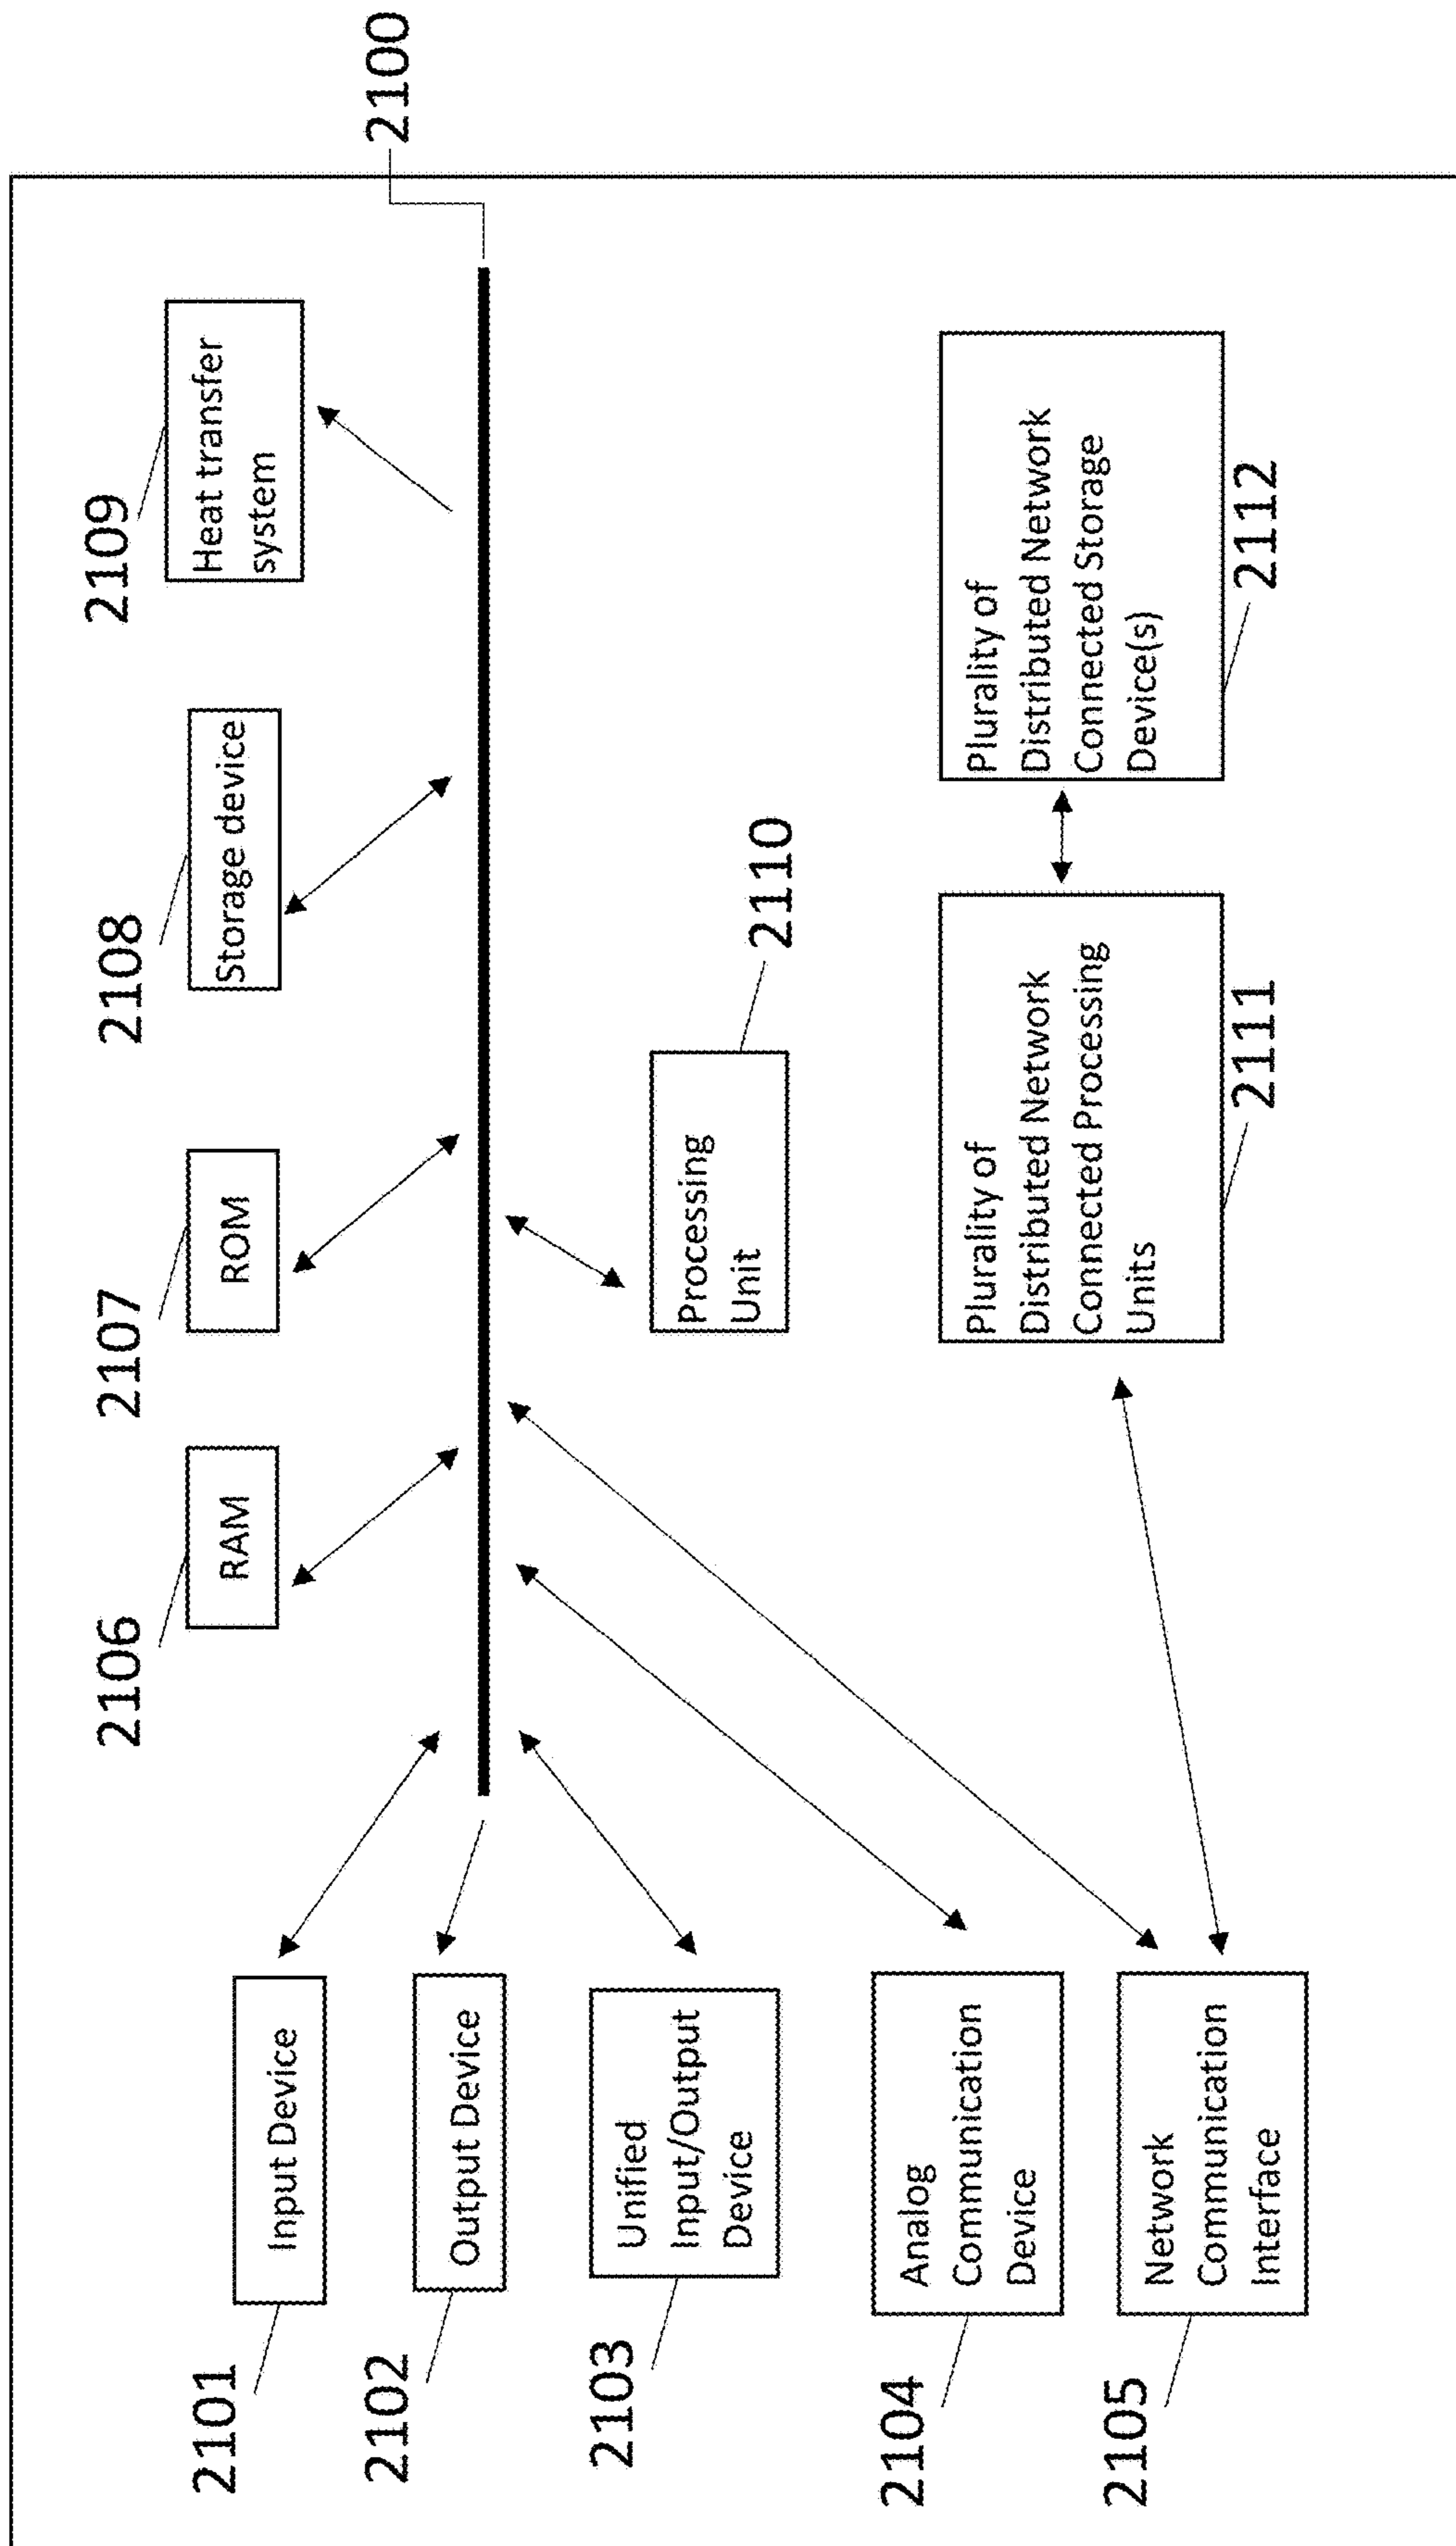 2106
2107
2108
2109
RAM
ROM
Storage device
Heat transfer
system
2100
2101
Input Device
2102
Output Device
2103
Unified
Input/Output
Device
2110
Processing
Unit
2104
Analog
Communication
Device
2105
Network
Communication
Interface
Plurality of
Distributed Network
Connected Processing
Units
2111
Plurality of
Distributed Network
Connected Storage
Device(s)
2112